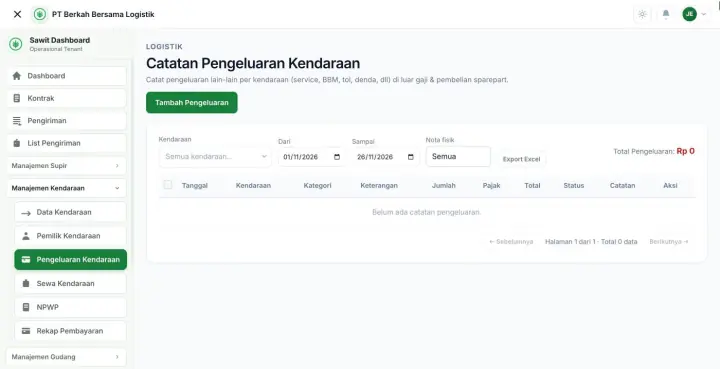 PT Berkah Bersama Logistik
JE
Sawit Dashboard
Operasional Tenant
Dashboard
Kontrak
Pengiriman
List Pengiriman
Manajemen Supir
Manajemen Kendaraan
Data Kendaraan
Pemilik Kendaraan
Pengeluaran Kendaraan
Sewa Kendaraan
NPWP
Rekap Pembayaran
Manajemen Gudang
LOGISTIK
Catatan Pengeluaran Kendaraan
Catat pengeluaran lain-lain per kendaraan (service, BBM, tol, denda, dll) di luar gaji & pembelian sparepart.
Tambah Pengeluaran
Kendaraan Dari Sampai Nota fisik
Semua kendaraan... 01/11/2026 26/11/2026 Semua Export Excel Total Pengeluaran: Rp 0
Tanggal Kendaraan Kategori Keterangan Jumlah Pajak Total Status Catatan Aksi
Belum ada catatan pengeluaran.
← Sebelumnya Halaman 1 dari 1 · Total 0 data Berikutnya →